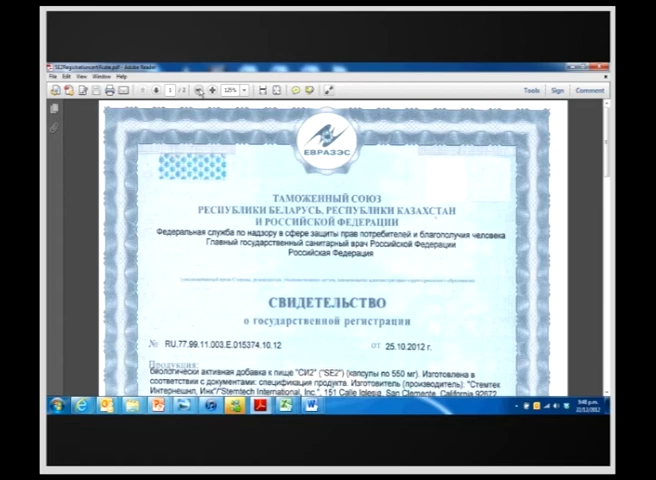 SE2Registrationcertificate.pdf - Adobe Reader
File Edit View Window Help
1 / 2 125% Tools Sign Comment
ЕВРАЗЭС
ТАМОЖЕННЫЙ СОЮЗ
РЕСПУБЛИКИ БЕЛАРУСЬ, РЕСПУБЛИКИ КАЗАХСТАН
И РОССИЙСКОЙ ФЕДЕРАЦИИ
Федеральная служба по надзору в сфере защиты прав потребителей и благополучия человека
Главный государственный санитарный врач Российской Федерации
Российская Федерация
СВИДЕТЕЛЬСТВО
о государственной регистрации
№ RU.77.99.11.003.Е.015374.10.12 от 25.10.2012 г.
Продукция:
биологически активная добавка к пище "СИ2" ("SE2") (капсулы по 550 мг). Изготовлена в
соответствии с документами: спецификация продукта. Изготовитель (производитель): "Стемтек
Интернешнл, Инк"/"Stemtech International, Inc.", 151 Calle Iglesia, San Clemente, California 92672
9:48 p.m.
22/12/2012